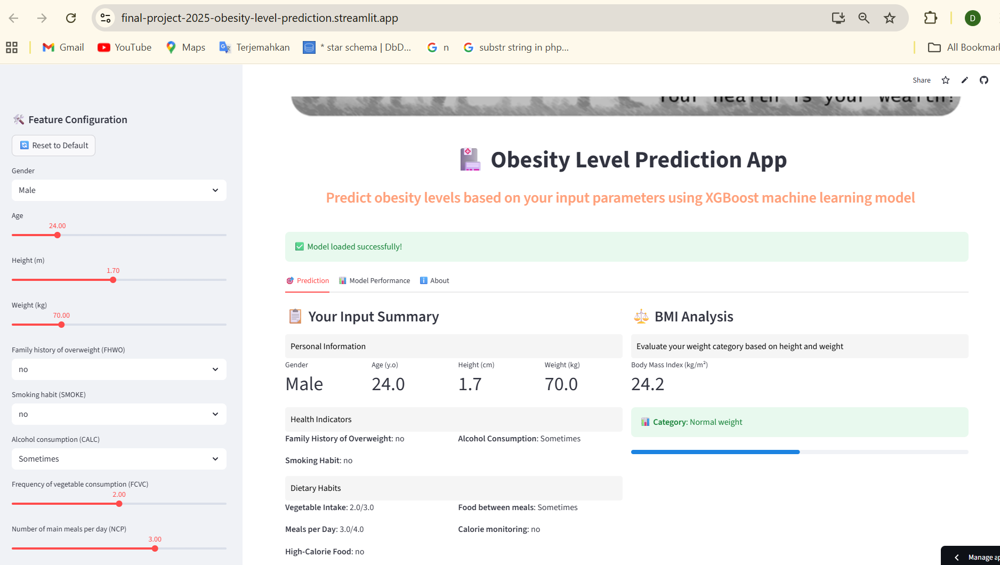 final-project-2025-obesity-level-prediction.streamlit.app
D
Gmail
YouTube
Maps
Terjemahkan
* star schema | DbD...
n
substr string in php...
All Bookmar
Share
Your health is your wealth!
Feature Configuration
Reset to Default
Gender
Male
Age
24.00
Height (m)
1.70
Weight (kg)
70.00
Family history of overweight (FHWO)
no
Smoking habit (SMOKE)
no
Alcohol consumption (CALC)
Sometimes
Frequency of vegetable consumption (FCVC)
2.00
Number of main meals per day (NCP)
3.00
Obesity Level Prediction App
Predict obesity levels based on your input parameters using XGBoost machine learning model
Model loaded successfully!
Prediction
Model Performance
About
Your Input Summary
Personal Information
Gender
Age (y.o)
Height (cm)
Weight (kg)
Male
24.0
1.7
70.0
Health Indicators
Family History of Overweight: no
Alcohol Consumption: Sometimes
Smoking Habit: no
Dietary Habits
Vegetable Intake: 2.0/3.0
Food between meals: Sometimes
Meals per Day: 3.0/4.0
Calorie monitoring: no
High-Calorie Food: no
BMI Analysis
Evaluate your weight category based on height and weight
Body Mass Index (kg/m²)
24.2
Category: Normal weight
Manage ap